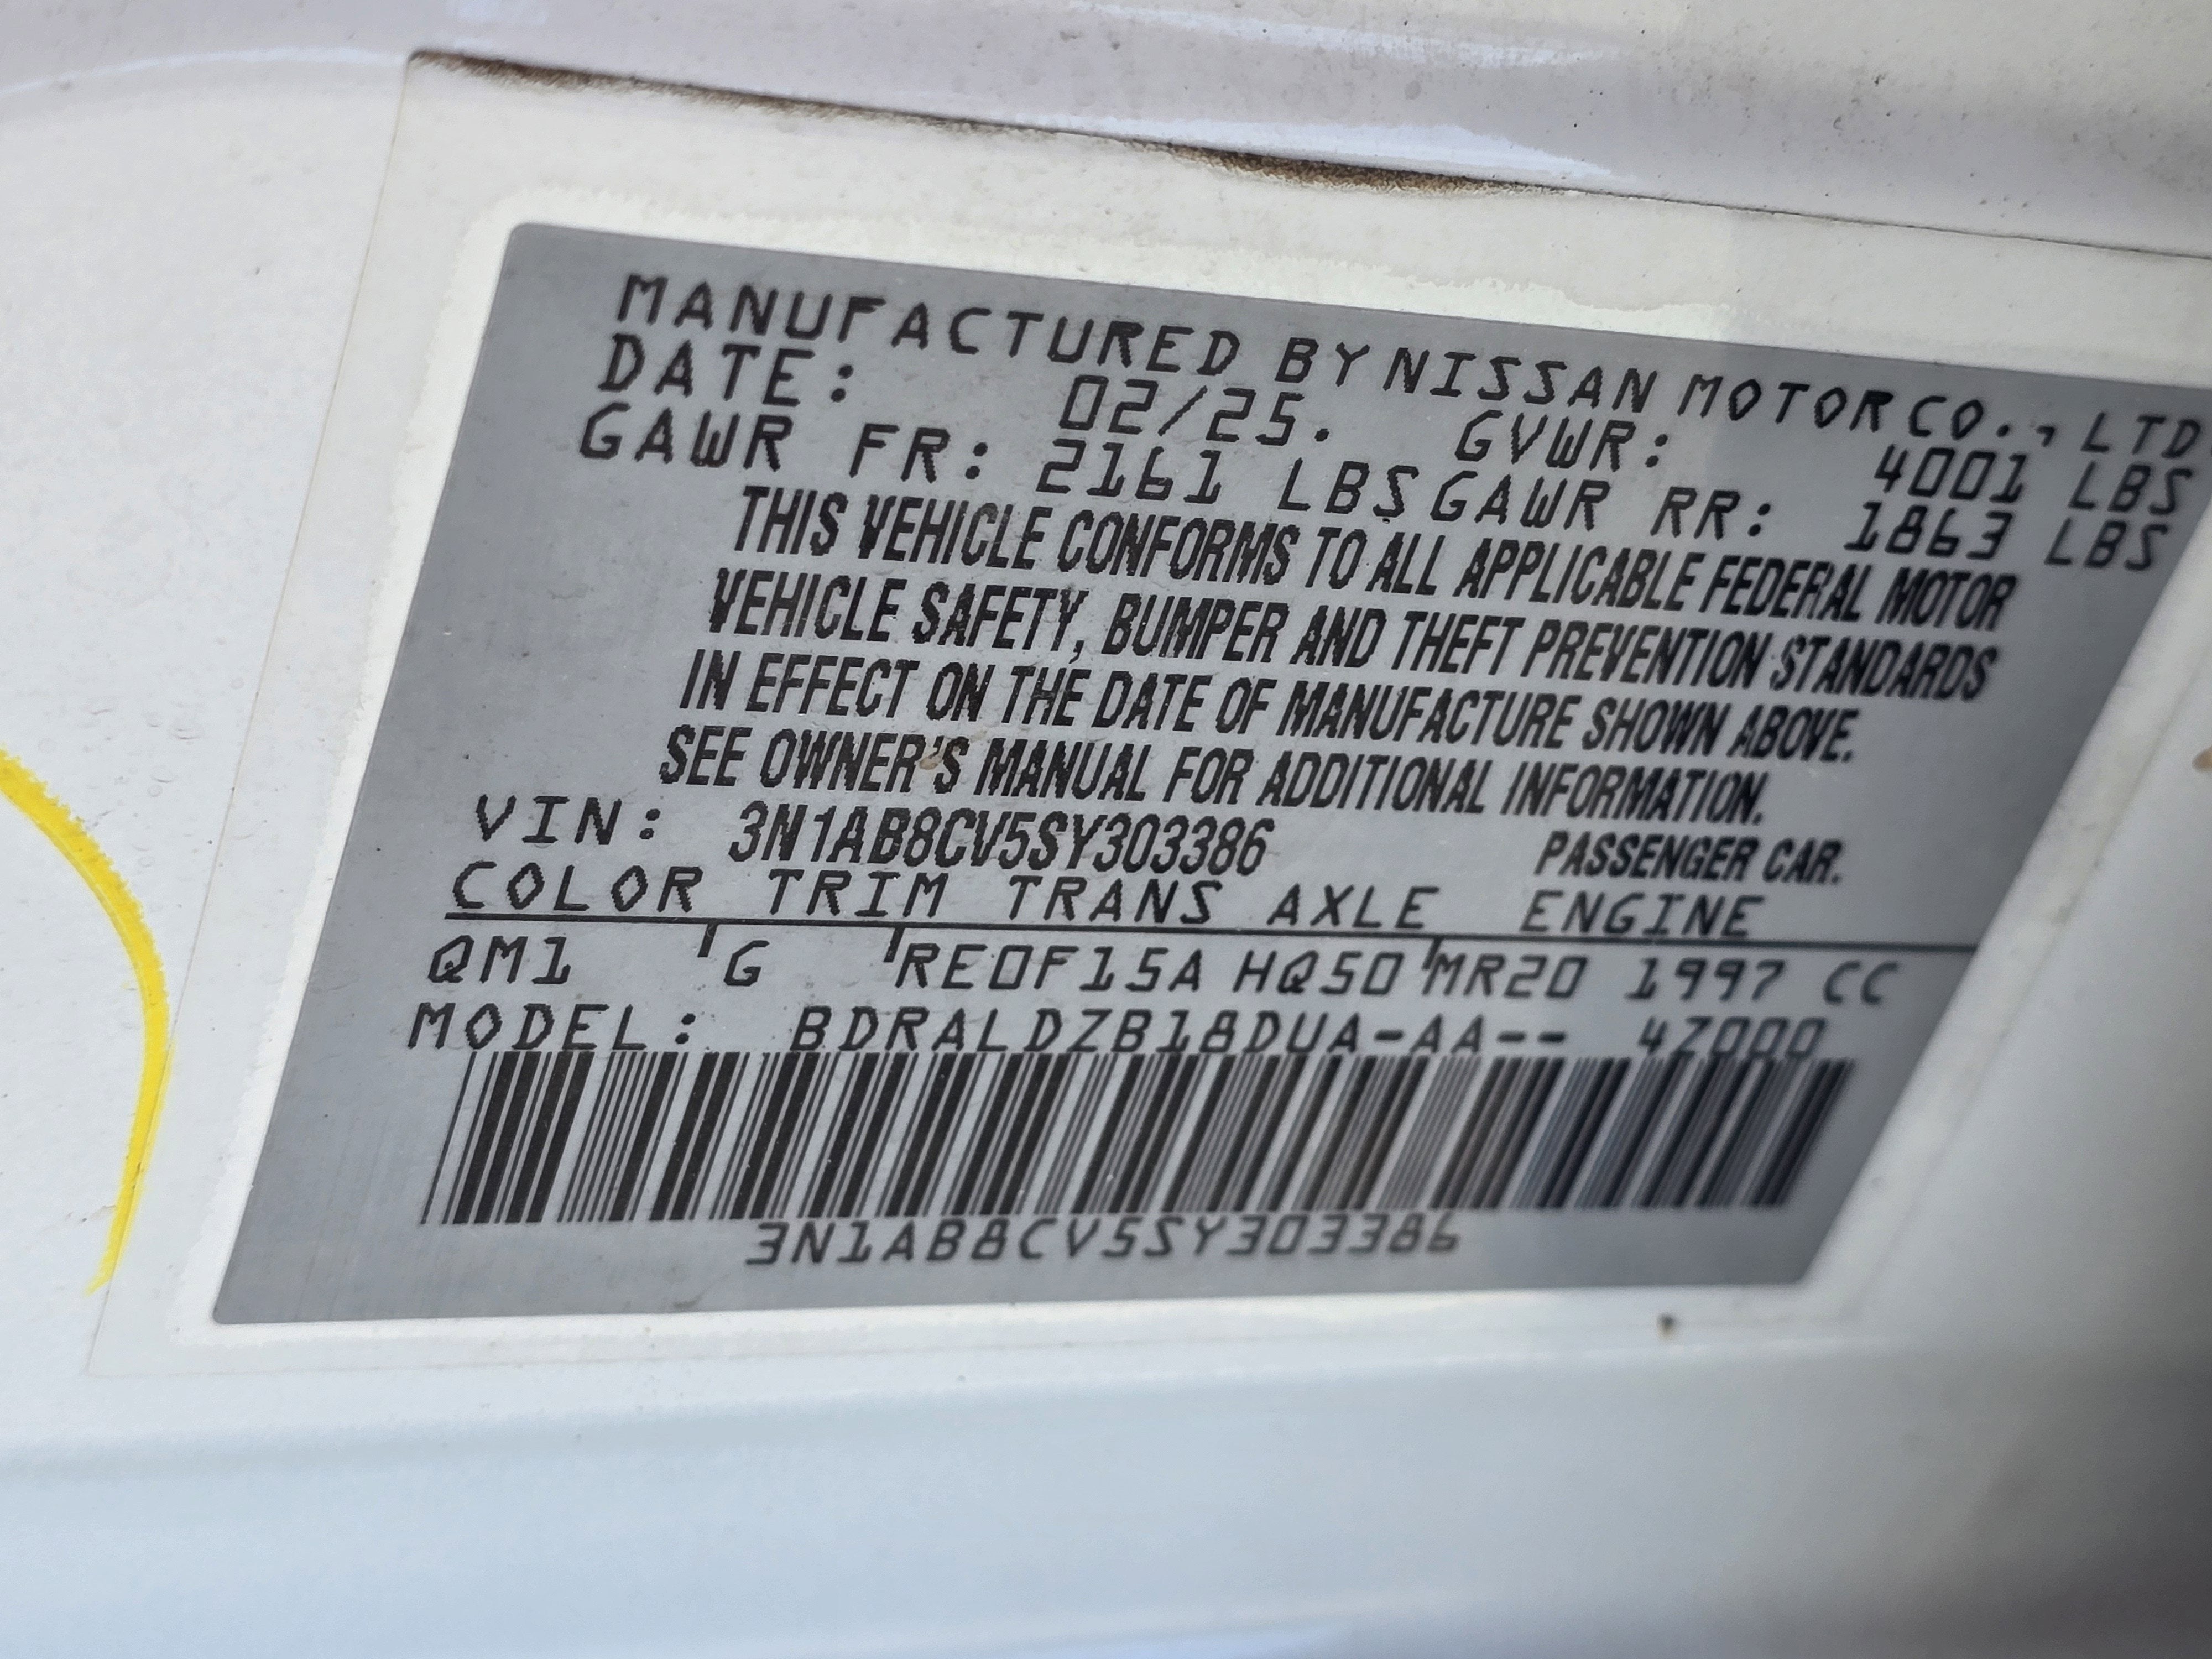 MANUFACTURED BY NISSAN MOTOR CO., LTD.
DATE: 02/25. GVWR: 4001 LBS
GAWR FR: 2161 LBS GAWR RR: 1863 LBS
THIS VEHICLE CONFORMS TO ALL APPLICABLE FEDERAL MOTOR
VEHICLE SAFETY, BUMPER AND THEFT PREVENTION STANDARDS
IN EFFECT ON THE DATE OF MANUFACTURE SHOWN ABOVE.
SEE OWNER'S MANUAL FOR ADDITIONAL INFORMATION.
VIN: 3N1AB8CV5SY303386 PASSENGER CAR.
COLOR TRIM TRANS AXLE ENGINE
QM1 G RE0F15A HQ50 MR20 1997 CC
MODEL: BDRALDZB18DUA-AA-- 4Z000
3N1AB8CV5SY303386